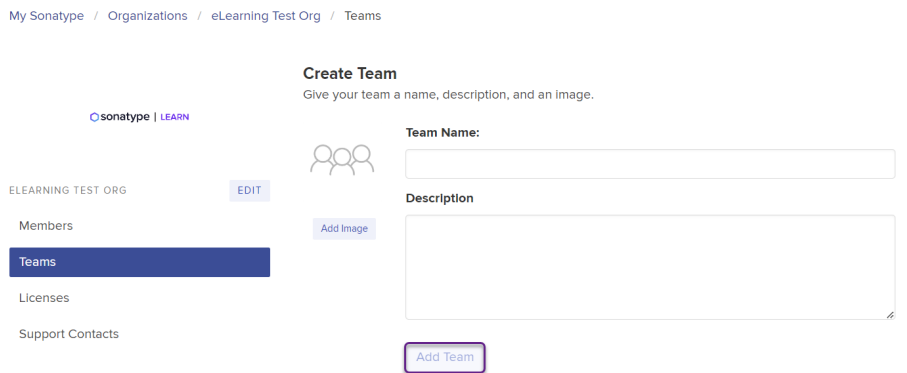 My Sonatype / Organizations / eLearning Test Org / Teams
Create Team
Give your team a name, description, and an image.
sonatype | LEARN
Team Name:
ELEARNING TEST ORG
EDIT
Description
Members
Add Image
Teams
Licenses
Support Contacts
Add Team